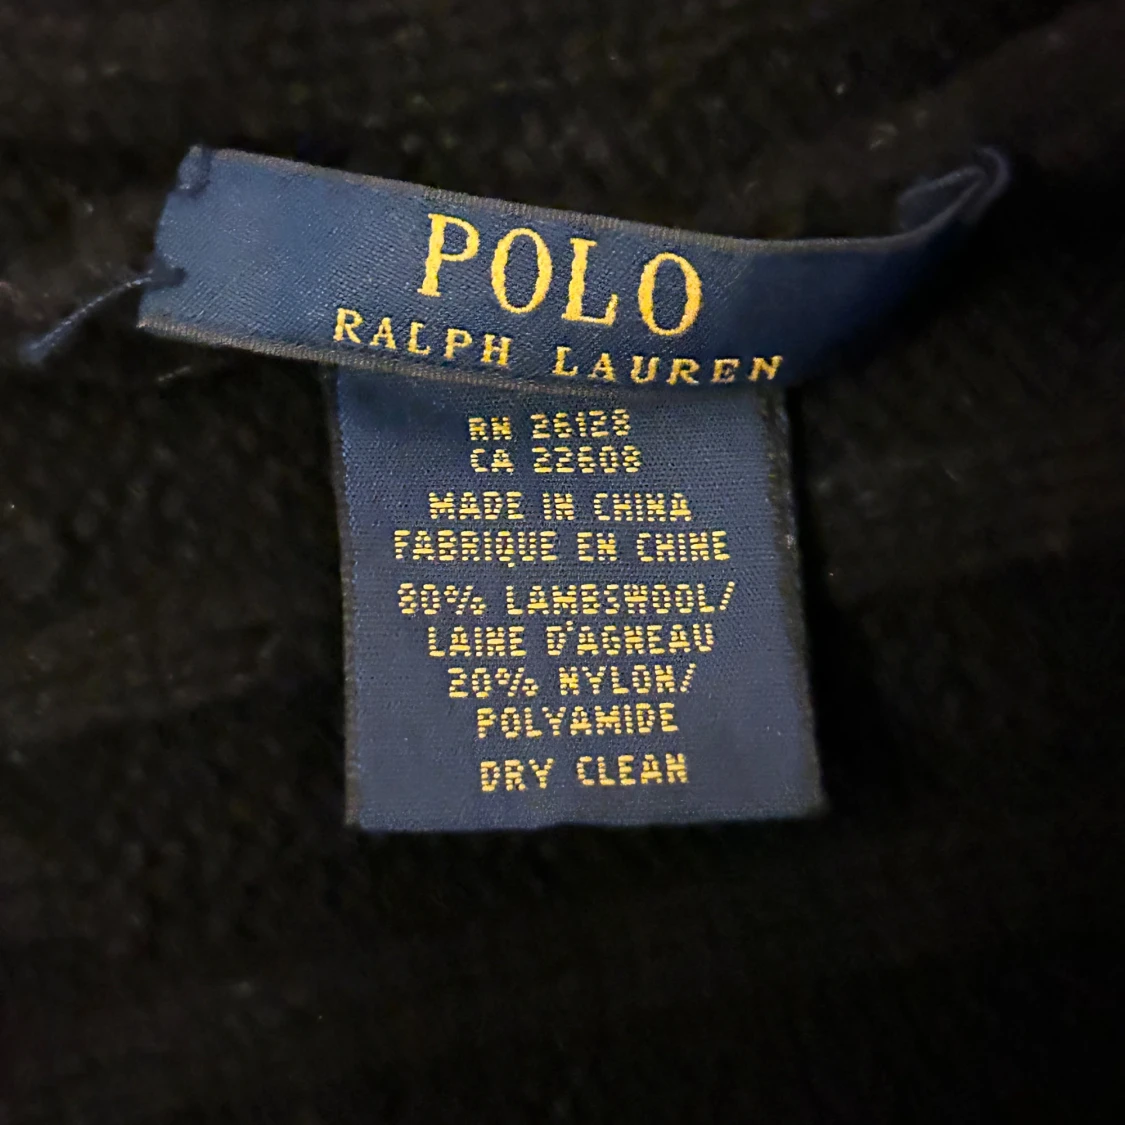 POLO
RALPH LAUREN
RN 26128
CA 22608
MADE IN CHINA
FABRIQUE EN CHINE
80% LAMBSWOOL/
LAINE D'AGNEAU
20% NYLON/
POLYAMIDE
DRY CLEAN